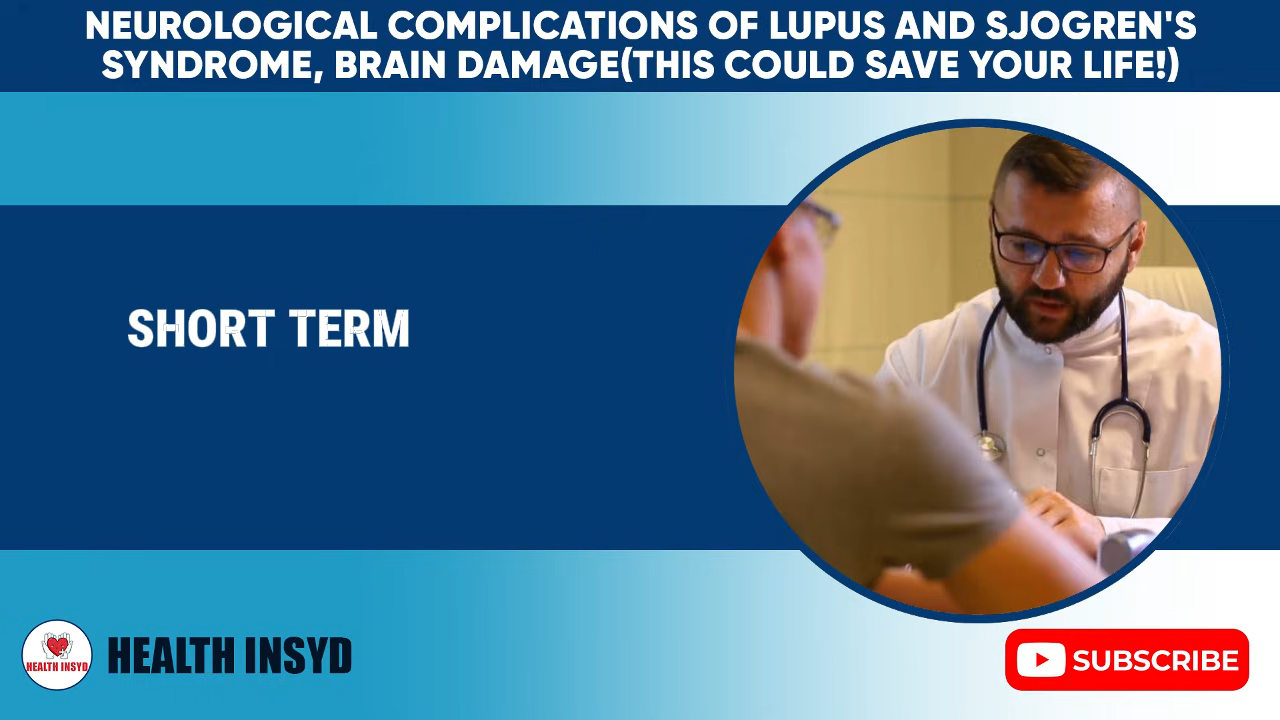 NEUROLOGICAL COMPLICATIONS OF LUPUS AND SJOGREN'S
SYNDROME, BRAIN DAMAGE(THIS COULD SAVE YOUR LIFE!)
SHORT TERM
HEALTH INSYD
HEALTH INSYD
SUBSCRIBE